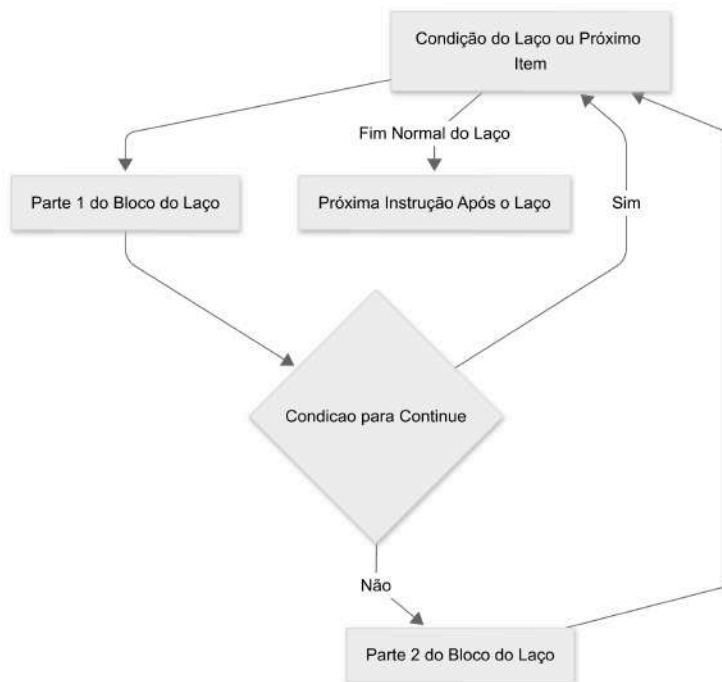 Condição do Laço ou Próximo
Item
Fim Normal do Laço
Parte 1 do Bloco do Laço
Próxima Instrução Após o Laço
Sim
Condicao para Continue
Não
Parte 2 do Bloco do Laço